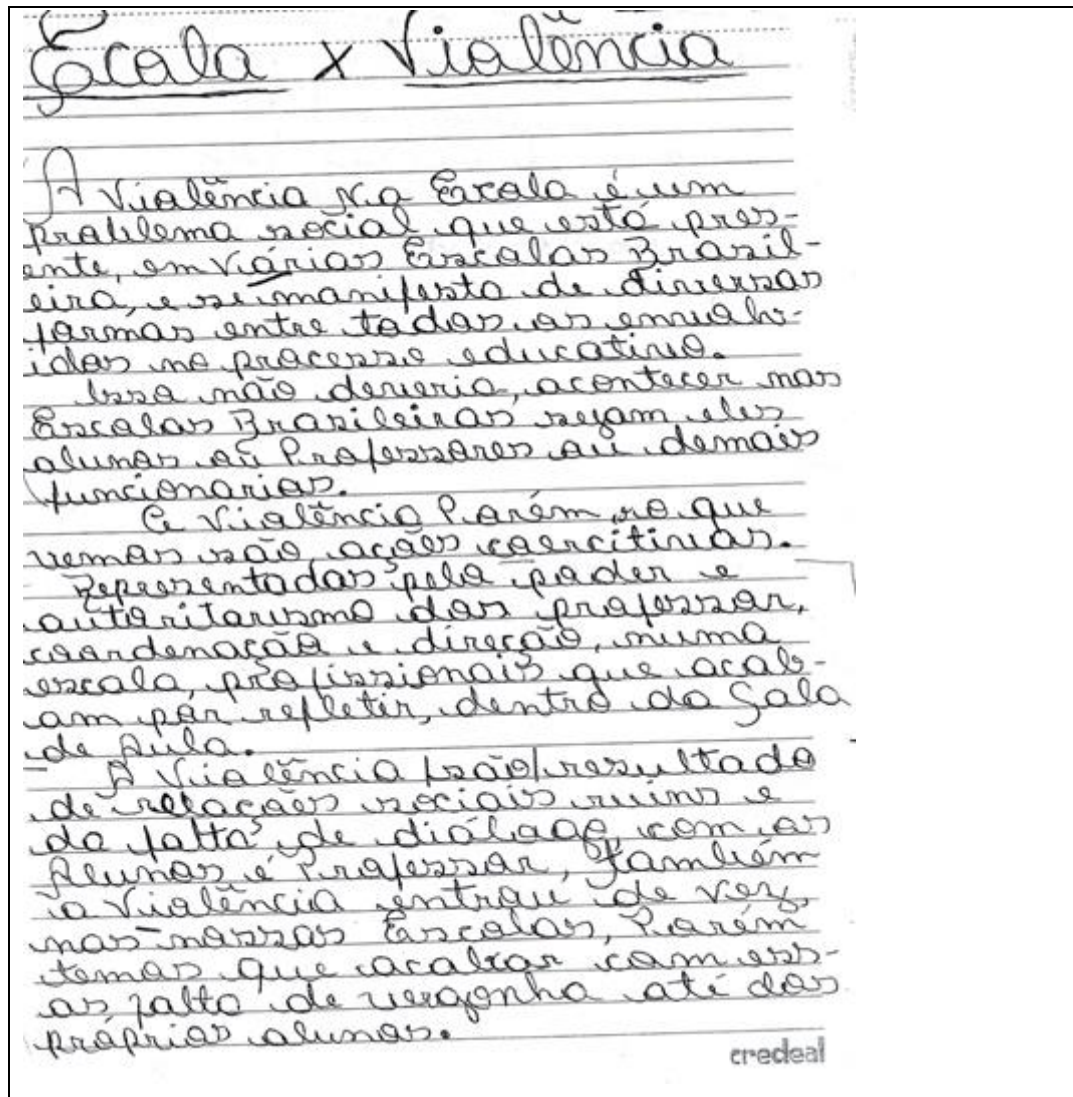 Escola x Violência
A Violência Na Escola é um
problema social que está pres-
ente, em várias Escolas Brasil-
eira, e se manifesta de diversas
formas entre todos os envolv-
idos no processo educativo.
Isso não deveria, acontecer nas
Escolas Brasileiras sejam eles
alunos ou Professores ou demais
funcionarios.
A Violência Porém, so que
vemos são ações coercitivas.
Representadas pelo poder e
autoritarismo dos professor,
coordenação e direção, numa
escola, profissionais que acab-
am por refletir, dentro da Sala
de Aula.
A Violência são resultado
de relações sociais ruins e
da falta de diálogo, com os
Alunos e Professor, também
a Violência entrou de vez,
nas nossas Escolas, Porém
temos que acabar com ess-
as falta de vergonha até dos
próprios alunos.
credeal